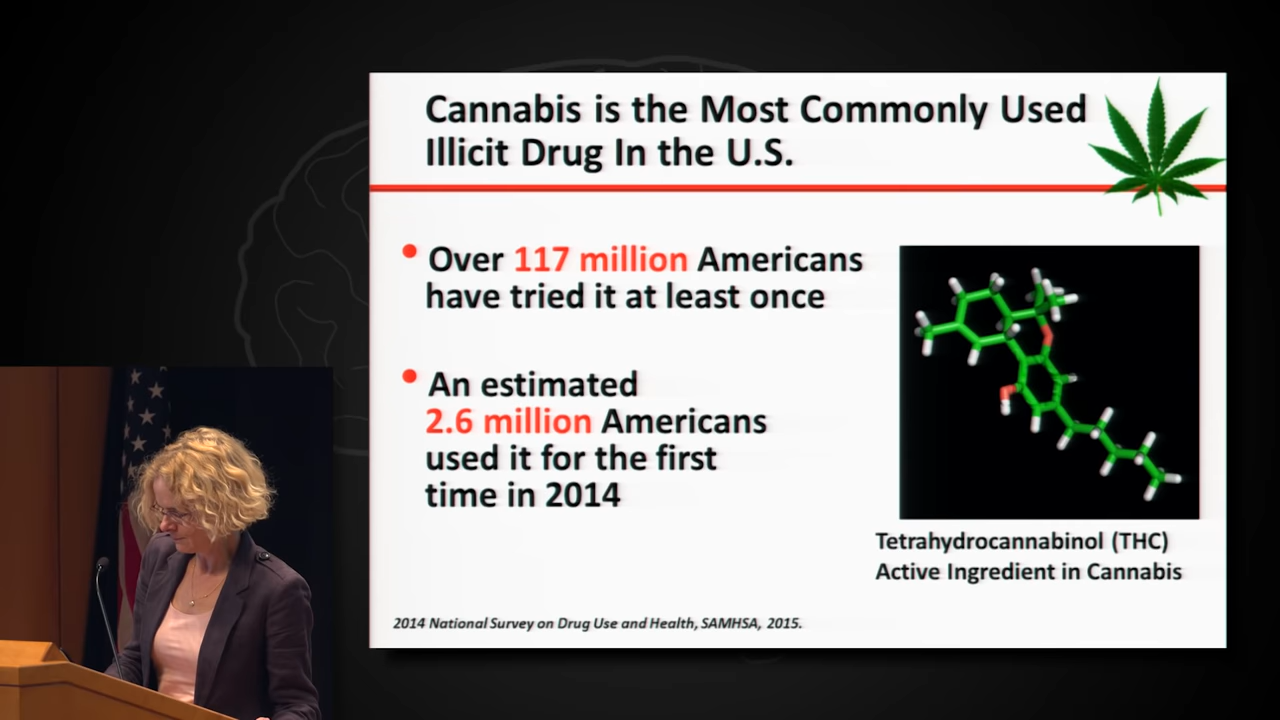 Cannabis is the Most Commonly Used
Illicit Drug In the U.S.
• Over 117 million Americans
have tried it at least once
• An estimated
2.6 million Americans
used it for the first
time in 2014
Tetrahydrocannabinol (THC)
Active Ingredient in Cannabis
2014 National Survey on Drug Use and Health, SAMHSA, 2015.